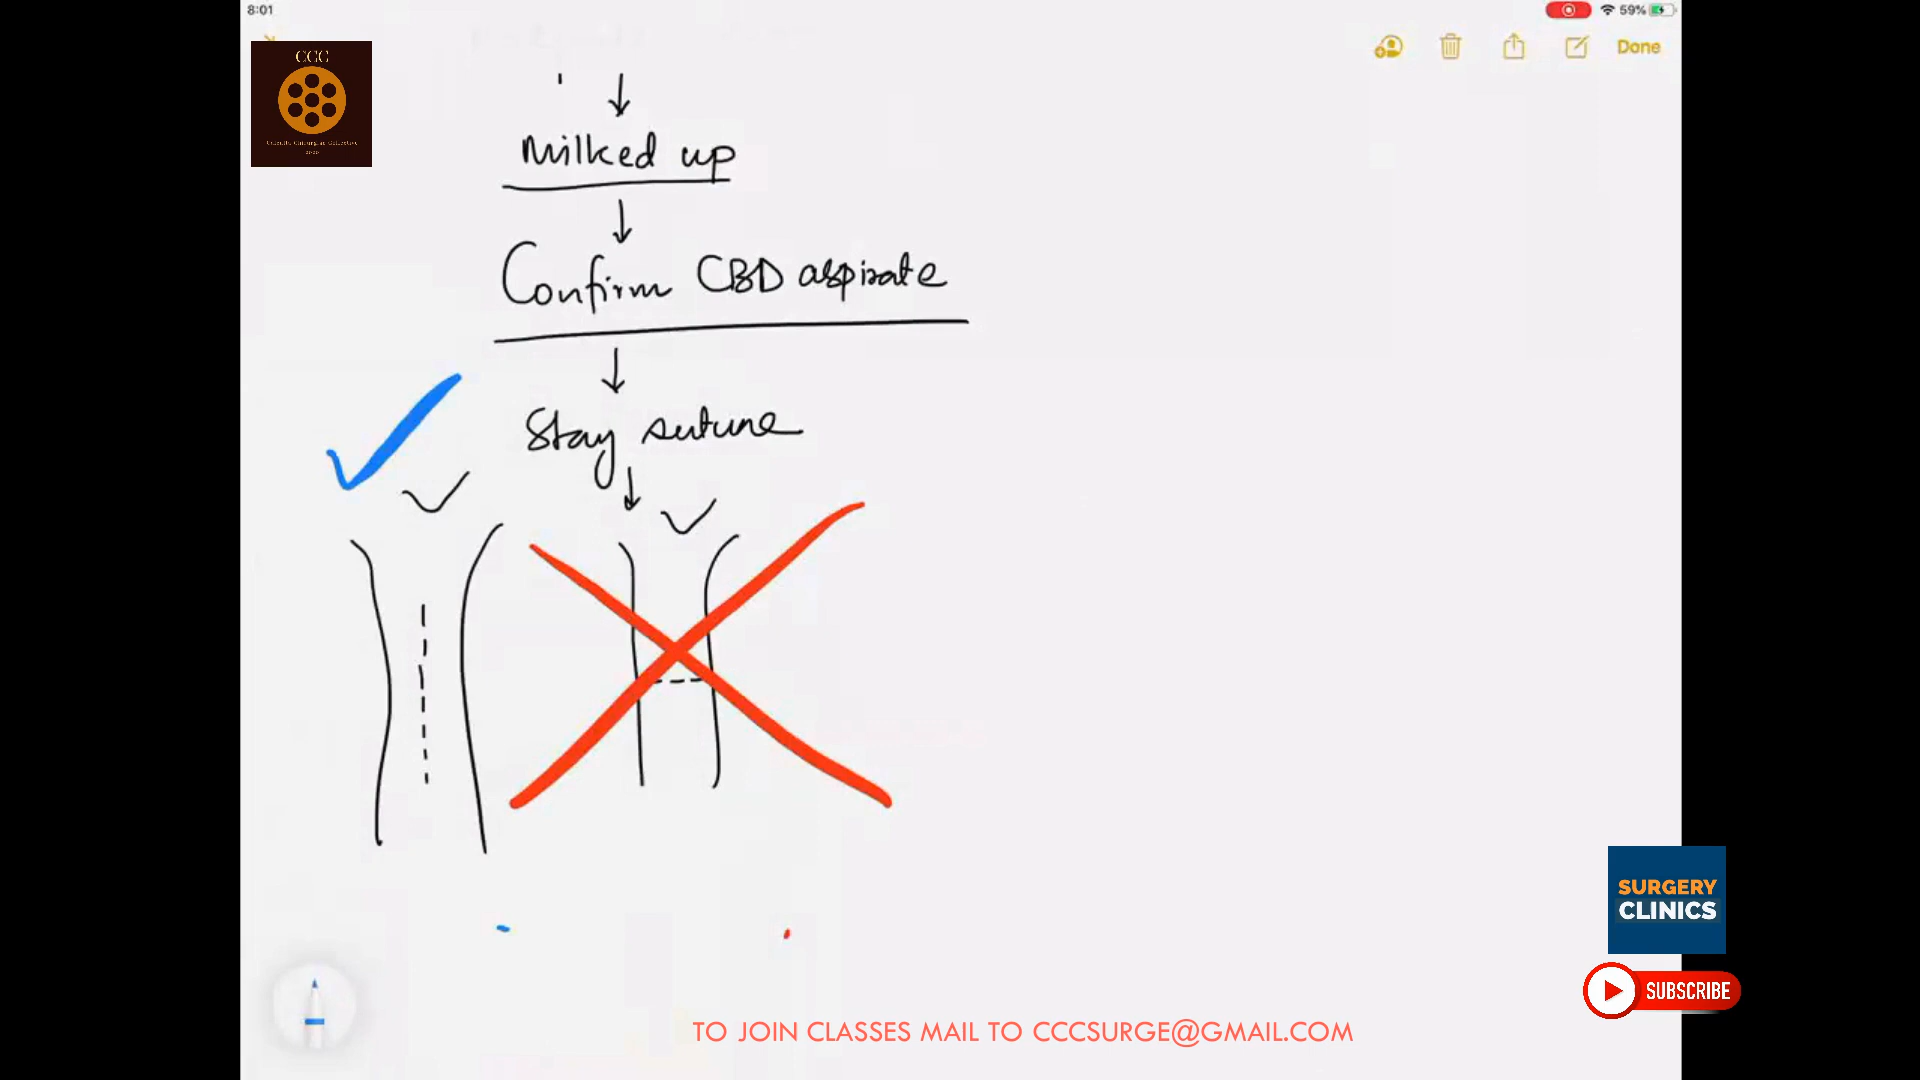 8:01
59%
Done
CCC
2020
Milked up
Confirm CBD aspirate
Stay suture
SURGERY
CLINICS
SUBSCRIBE
TO JOIN CLASSES MAIL TO CCCSURGE@GMAIL.COM